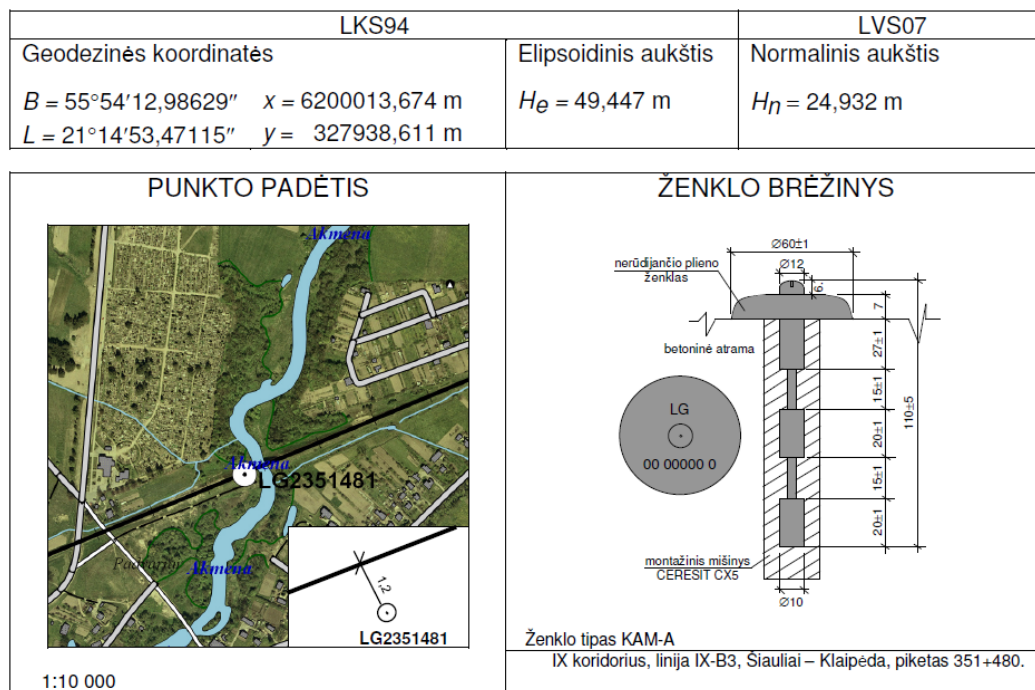 LKS94
LVS07
Geodezinės koordinatės
Elipsoidinis aukštis
Normalinis aukštis
B = 55°54′12,98629″ x = 6200013,674 m
He = 49,447 m
Hn = 24,932 m
L = 21°14′53,47115″ y = 327938,611 m
PUNKTO PADĖTIS
Akmena
Akmena
LG2351481
Akmena
1,2
LG2351481
1:10 000
ŽENKLO BRĖŽINYS
Ø60±1
Ø12
nerūdijančio plieno
ženklas
6.
7
betoninė atrama
27±1
15±1
110±5
LG
20±1
00 00000 0
15±1
20±1
montažinis mišinys
CERESIT CX5
Ø10
Ženklo tipas KAM-A
IX koridorius, linija IX-B3, Šiauliai – Klaipėda, piketas 351+480.